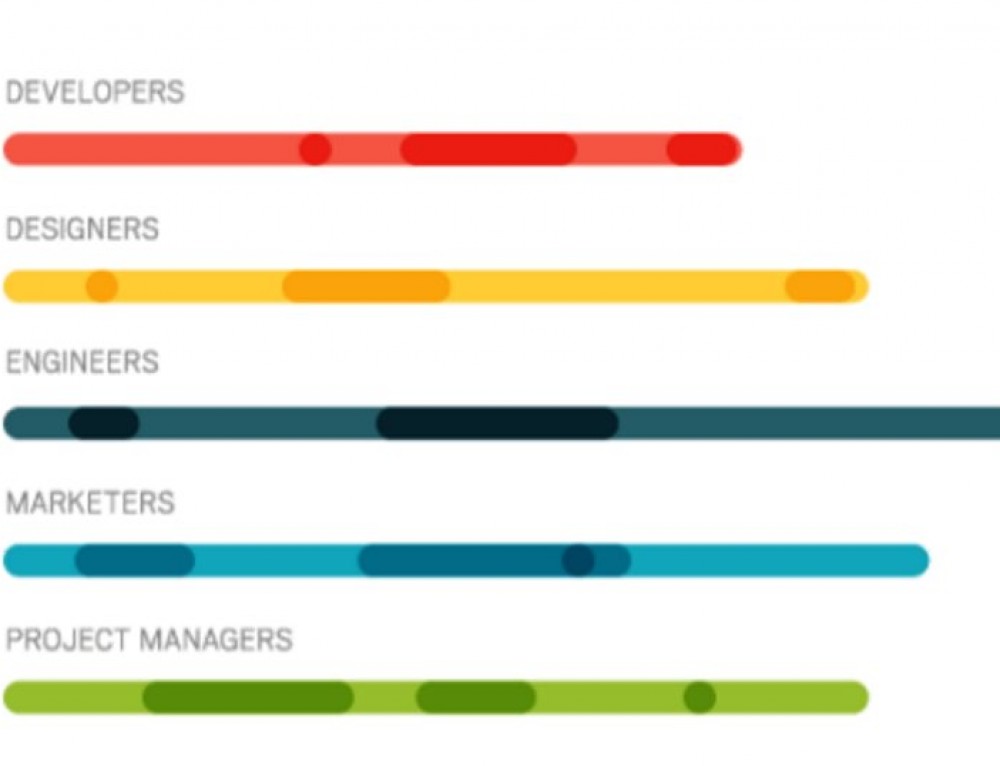 DEVELOPERS
DESIGNERS
ENGINEERS
MARKETERS
PROJECT MANAGERS